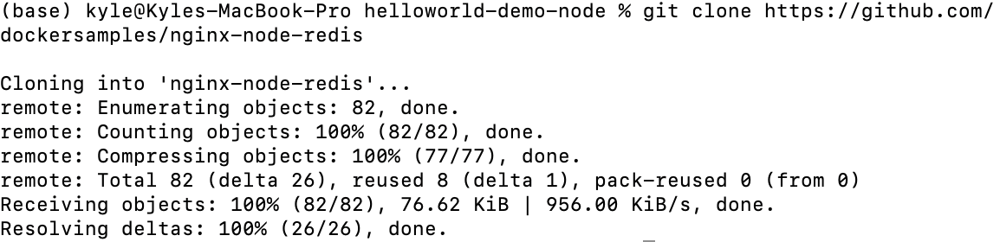 (base) kyle@Kyles-MacBook-Pro helloworld-demo-node % git clone https://github.com/
dockersamples/nginx-node-redis
Cloning into 'nginx-node-redis'...
remote: Enumerating objects: 82, done.
remote: Counting objects: 100% (82/82), done.
remote: Compressing objects: 100% (77/77), done.
remote: Total 82 (delta 26), reused 8 (delta 1), pack-reused 0 (from 0)
Receiving objects: 100% (82/82), 76.62 KiB | 956.00 KiB/s, done.
Resolving deltas: 100% (26/26), done.